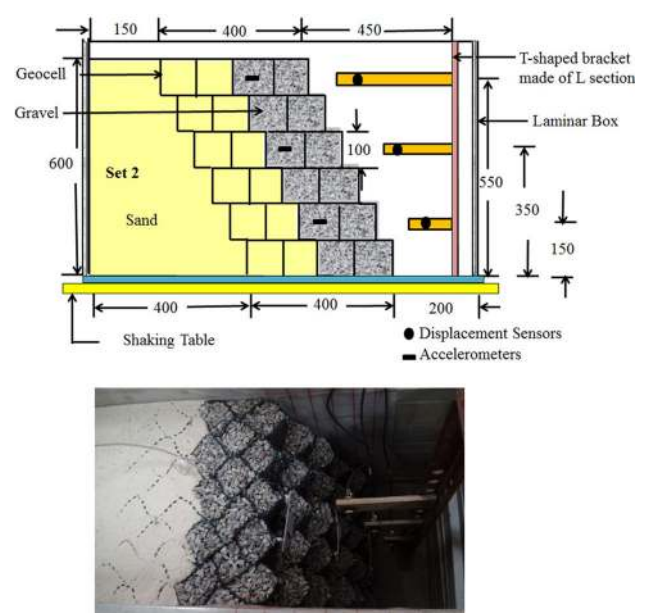 150 400 450
Geocell
T-shaped bracket
made of L section
Gravel
Laminar Box
100
600
Set 2
550
350
Sand
150
400 400 200
Shaking Table
Displacement Sensors
Accelerometers